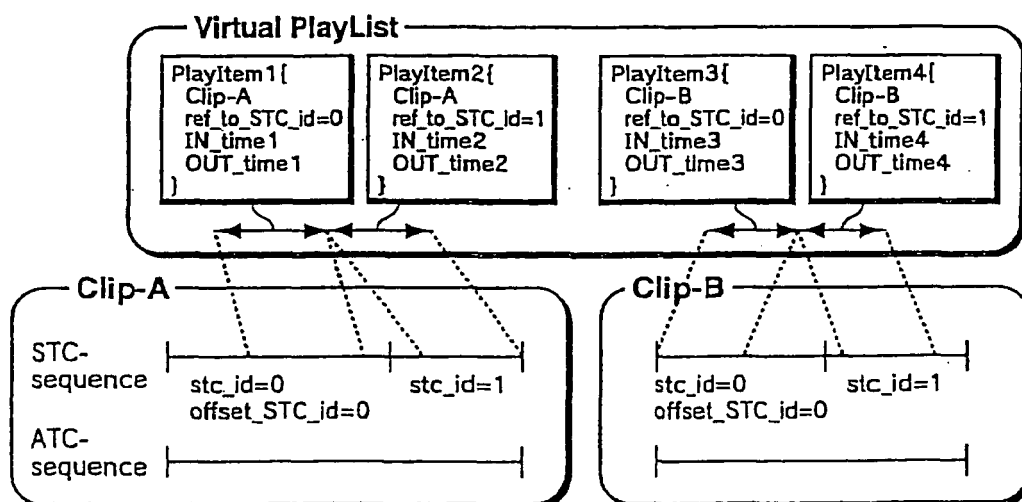 Virtual PlayList
PlayItem1{
Clip-A
ref_to_STC_id=0
IN_time1
OUT_time1
}
PlayItem2{
Clip-A
ref_to_STC_id=1
IN_time2
OUT_time2
}
PlayItem3{
Clip-B
ref_to_STC_id=0
IN_time3
OUT_time3
}
PlayItem4{
Clip-B
ref_to_STC_id=1
IN_time4
OUT_time4
}
Clip-A
STC-
sequence
stc_id=0
offset_STC_id=0
stc_id=1
ATC-
sequence
Clip-B
stc_id=0
offset_STC_id=0
stc_id=1